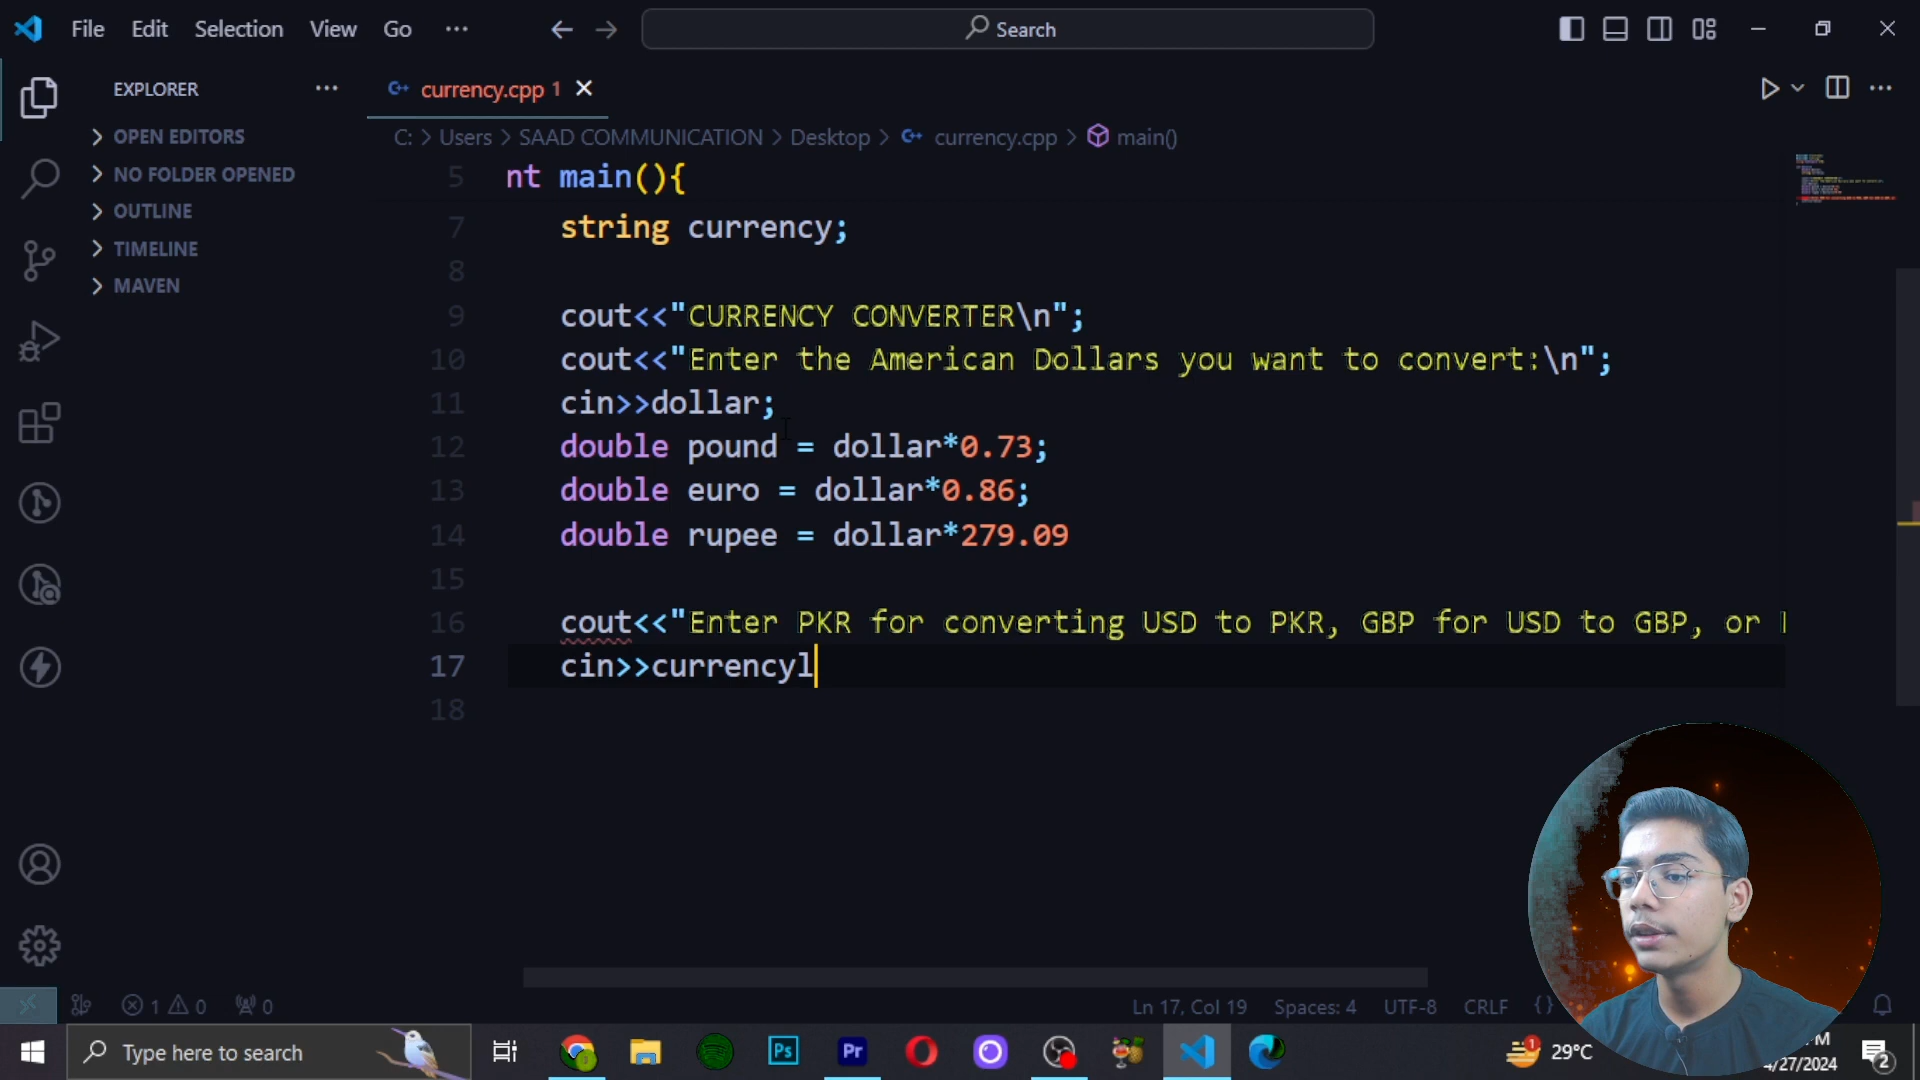 File Edit Selection View Go ···
Search
EXPLORER ···
OPEN EDITORS
NO FOLDER OPENED
OUTLINE
TIMELINE
MAVEN
currency.cpp 1
C: > Users > SAAD COMMUNICATION > Desktop > currency.cpp > main()
5 nt main(){
7 string currency;
8
9 cout<<"CURRENCY CONVERTER\n";
10 cout<<"Enter the American Dollars you want to convert:\n";
11 cin>>dollar;
12 double pound = dollar*0.73;
13 double euro = dollar*0.86;
14 double rupee = dollar*279.09
15
16 cout<<"Enter PKR for converting USD to PKR, GBP for USD to GBP, or
17 cin>>currencyl
18
1 0 0
Ln 17, Col 19 Spaces: 4 UTF-8 CRLF {}
Type here to search
Ps
Pr
1
29°C
4/27/2024
2